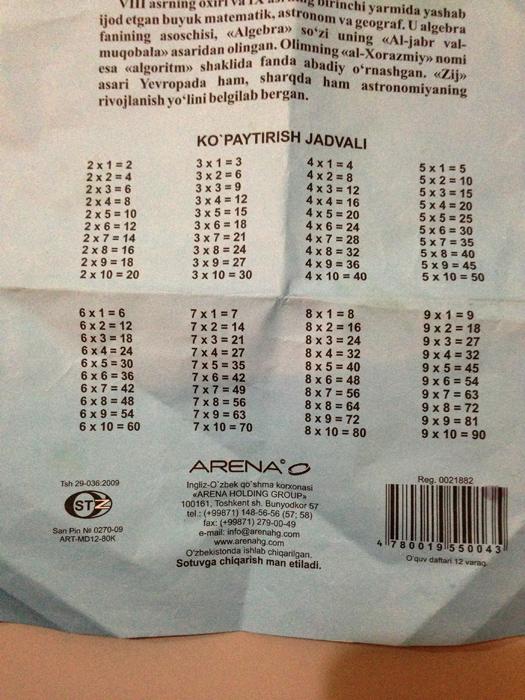 VIII asrning oxiri va IX asrning birinchi yarmida yashab
ijod etgan buyuk matematik, astronom va geograf. U algebra
fanining asoschisi, «Algebra» so‘zi uning «Al-jabr val-
muqobala» asaridan olingan. Olimning «al-Xorazmiy» nomi
esa «algoritm» shaklida fanda abadiy o‘rnashgan. «Zij»
asari Yevropada ham, sharqda ham astronomiyaning
rivojlanish yo‘lini belgilab bergan.
KO`PAYTIRISH JADVALI
2 x 1 = 2
2 x 2 = 4
2 x 3 = 6
2 x 4 = 8
2 x 5 = 10
2 x 6 = 12
2 x 7 = 14
2 x 8 = 16
2 x 9 = 18
2 x 10 = 20
3 x 1 = 3
3 x 2 = 6
3 x 3 = 9
3 x 4 = 12
3 x 5 = 15
3 x 6 = 18
3 x 7 = 21
3 x 8 = 24
3 x 9 = 27
3 x 10 = 30
4 x 1 = 4
4 x 2 = 8
4 x 3 = 12
4 x 4 = 16
4 x 5 = 20
4 x 6 = 24
4 x 7 = 28
4 x 8 = 32
4 x 9 = 36
4 x 10 = 40
5 x 1 = 5
5 x 2 = 10
5 x 3 = 15
5 x 4 = 20
5 x 5 = 25
5 x 6 = 30
5 x 7 = 35
5 x 8 = 40
5 x 9 = 45
5 x 10 = 50
6 x 1 = 6
6 x 2 = 12
6 x 3 = 18
6 x 4 = 24
6 x 5 = 30
6 x 6 = 36
6 x 7 = 42
6 x 8 = 48
6 x 9 = 54
6 x 10 = 60
7 x 1 = 7
7 x 2 = 14
7 x 3 = 21
7 x 4 = 27
7 x 5 = 35
7 x 6 = 42
7 x 7 = 49
7 x 8 = 56
7 x 9 = 63
7 x 10 = 70
8 x 1 = 8
8 x 2 = 16
8 x 3 = 24
8 x 4 = 32
8 x 5 = 40
8 x 6 = 48
8 x 7 = 56
8 x 8 = 64
8 x 9 = 72
8 x 10 = 80
9 x 1 = 9
9 x 2 = 18
9 x 3 = 27
9 x 4 = 32
9 x 5 = 45
9 x 6 = 54
9 x 7 = 63
9 x 8 = 72
9 x 9 = 81
9 x 10 = 90
Tsh 29-036:2009
STZ
San Pin № 0270-09
ART-MD12-80K
ARENA
Ingliz-O`zbek qo`shma korxonasi
«ARENA HOLDING GROUP»
100161, Toshkent sh. Bunyodkor 57
tel.: (+99871) 148-56-56 (57; 58)
fax: (+99871) 279-00-49
e-mail: info@arenahg.com
www.arenahg.com
O‘zbekistonda ishlab chiqarilgan.
Sotuvga chiqarish man etiladi.
Reg. 0021882
4 780019 550043
O`quv daftari 12 varaq.